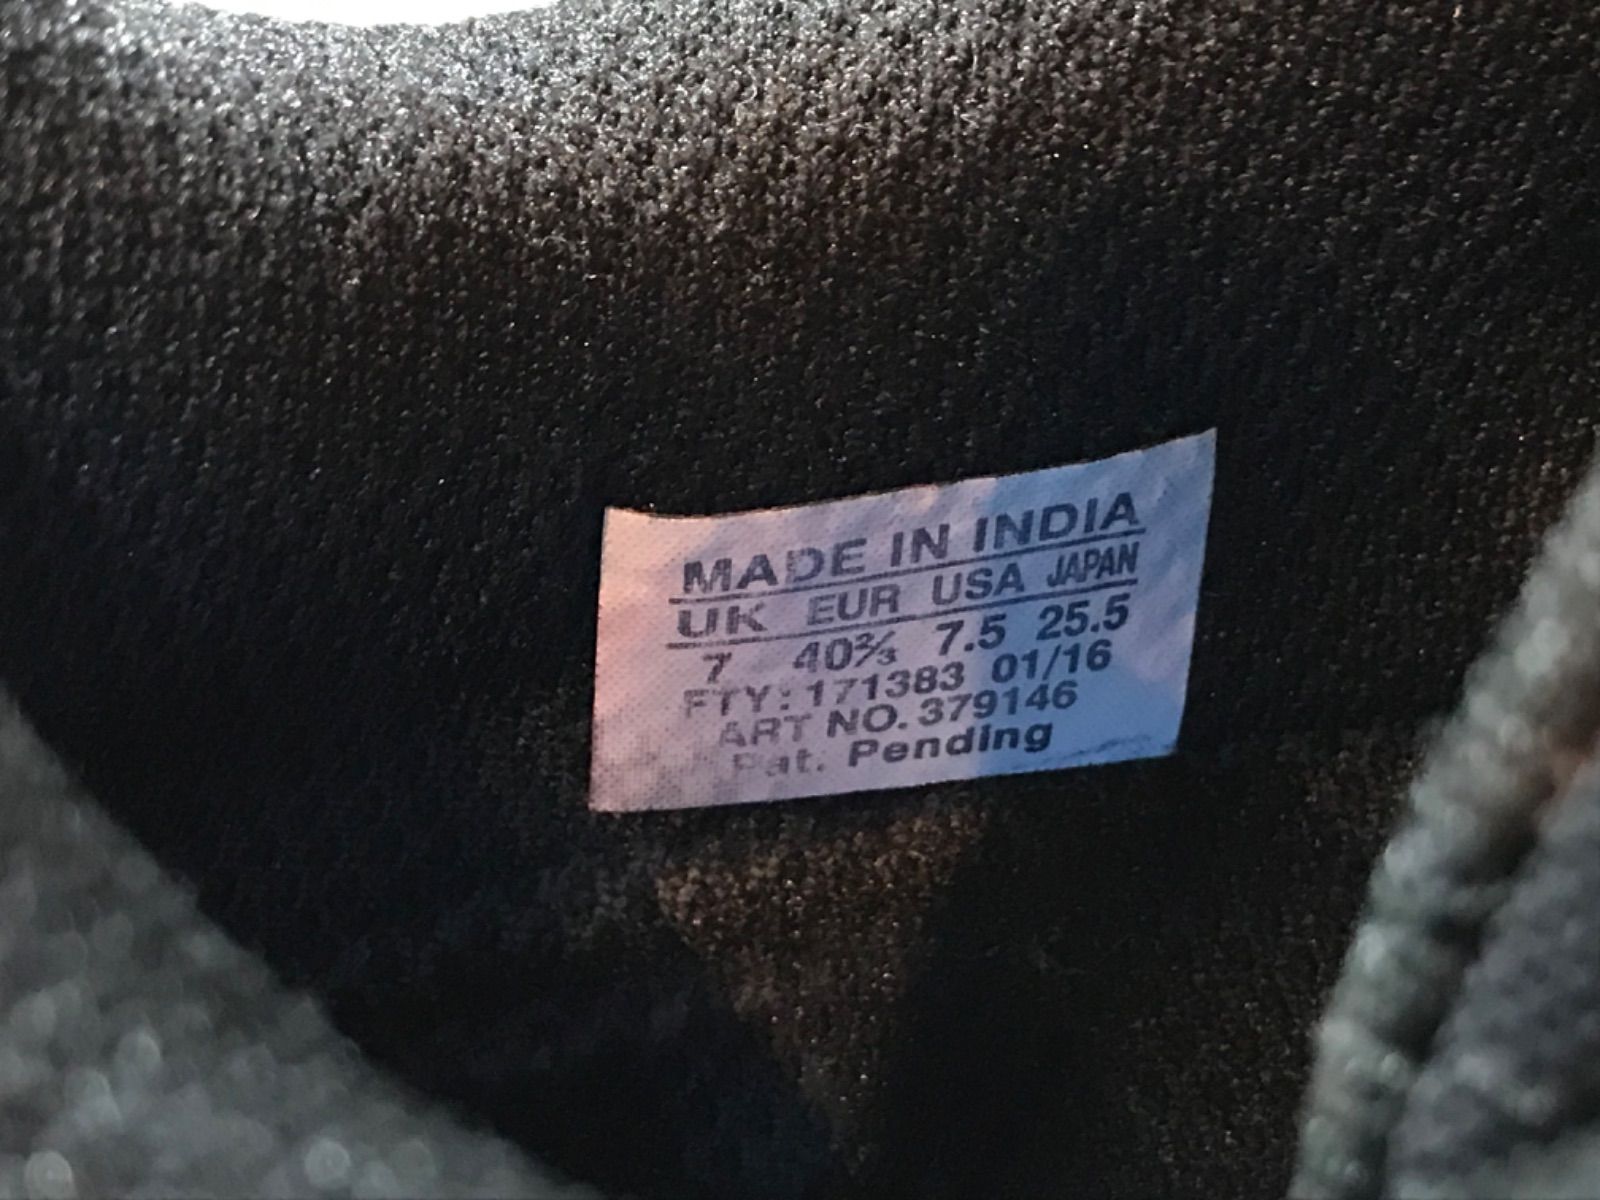 MADE IN INDIA
UK EUR USA JAPAN
7 40⅔ 7.5 25.5
FTY: 171383 01/16
ART NO. 379146
Pat. Pending